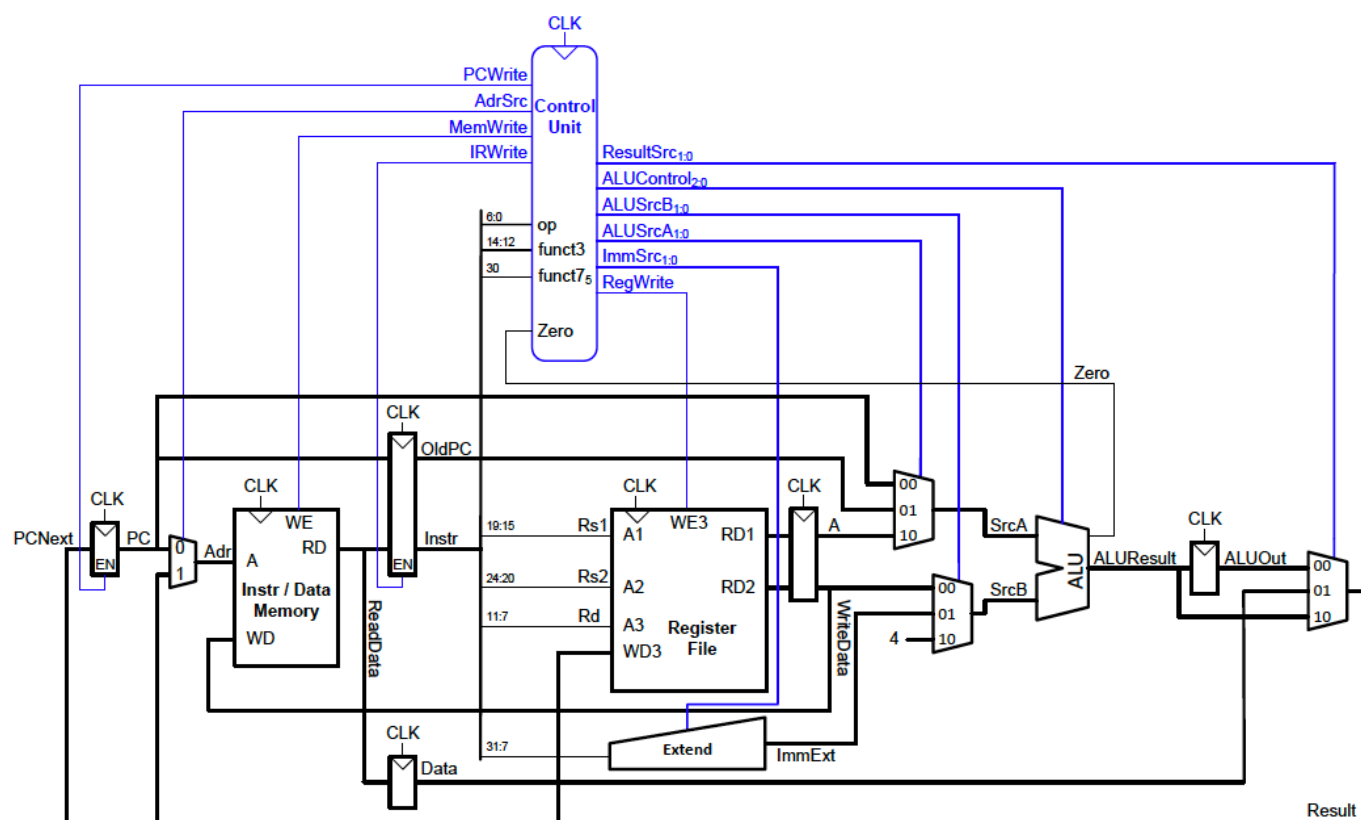 CLK
PCWrite
AdrSrc
MemWrite
IRWrite
Control
Unit
ResultSrc1:0
ALUControl2:0
ALUSrcB1:0
ALUSrcA1:0
ImmSrc1:0
RegWrite
6:0
op
14:12
funct3
30
funct75
Zero
Zero
CLK
OldPC
CLK
CLK
CLK
CLK
CLK
PCNext
PC
EN
0
1
Adr
A
WE
RD
Instr / Data
Memory
WD
ReadData
EN
Instr
19:15
Rs1
A1
WE3
RD1
24:20
Rs2
A2
RD2
11:7
Rd
A3
WD3
Register
File
A
WriteData
00
01
10
SrcA
00
01
10
4
SrcB
ALU
ALUResult
ALUOut
00
01
10
31:7
Extend
ImmExt
CLK
Data
Result